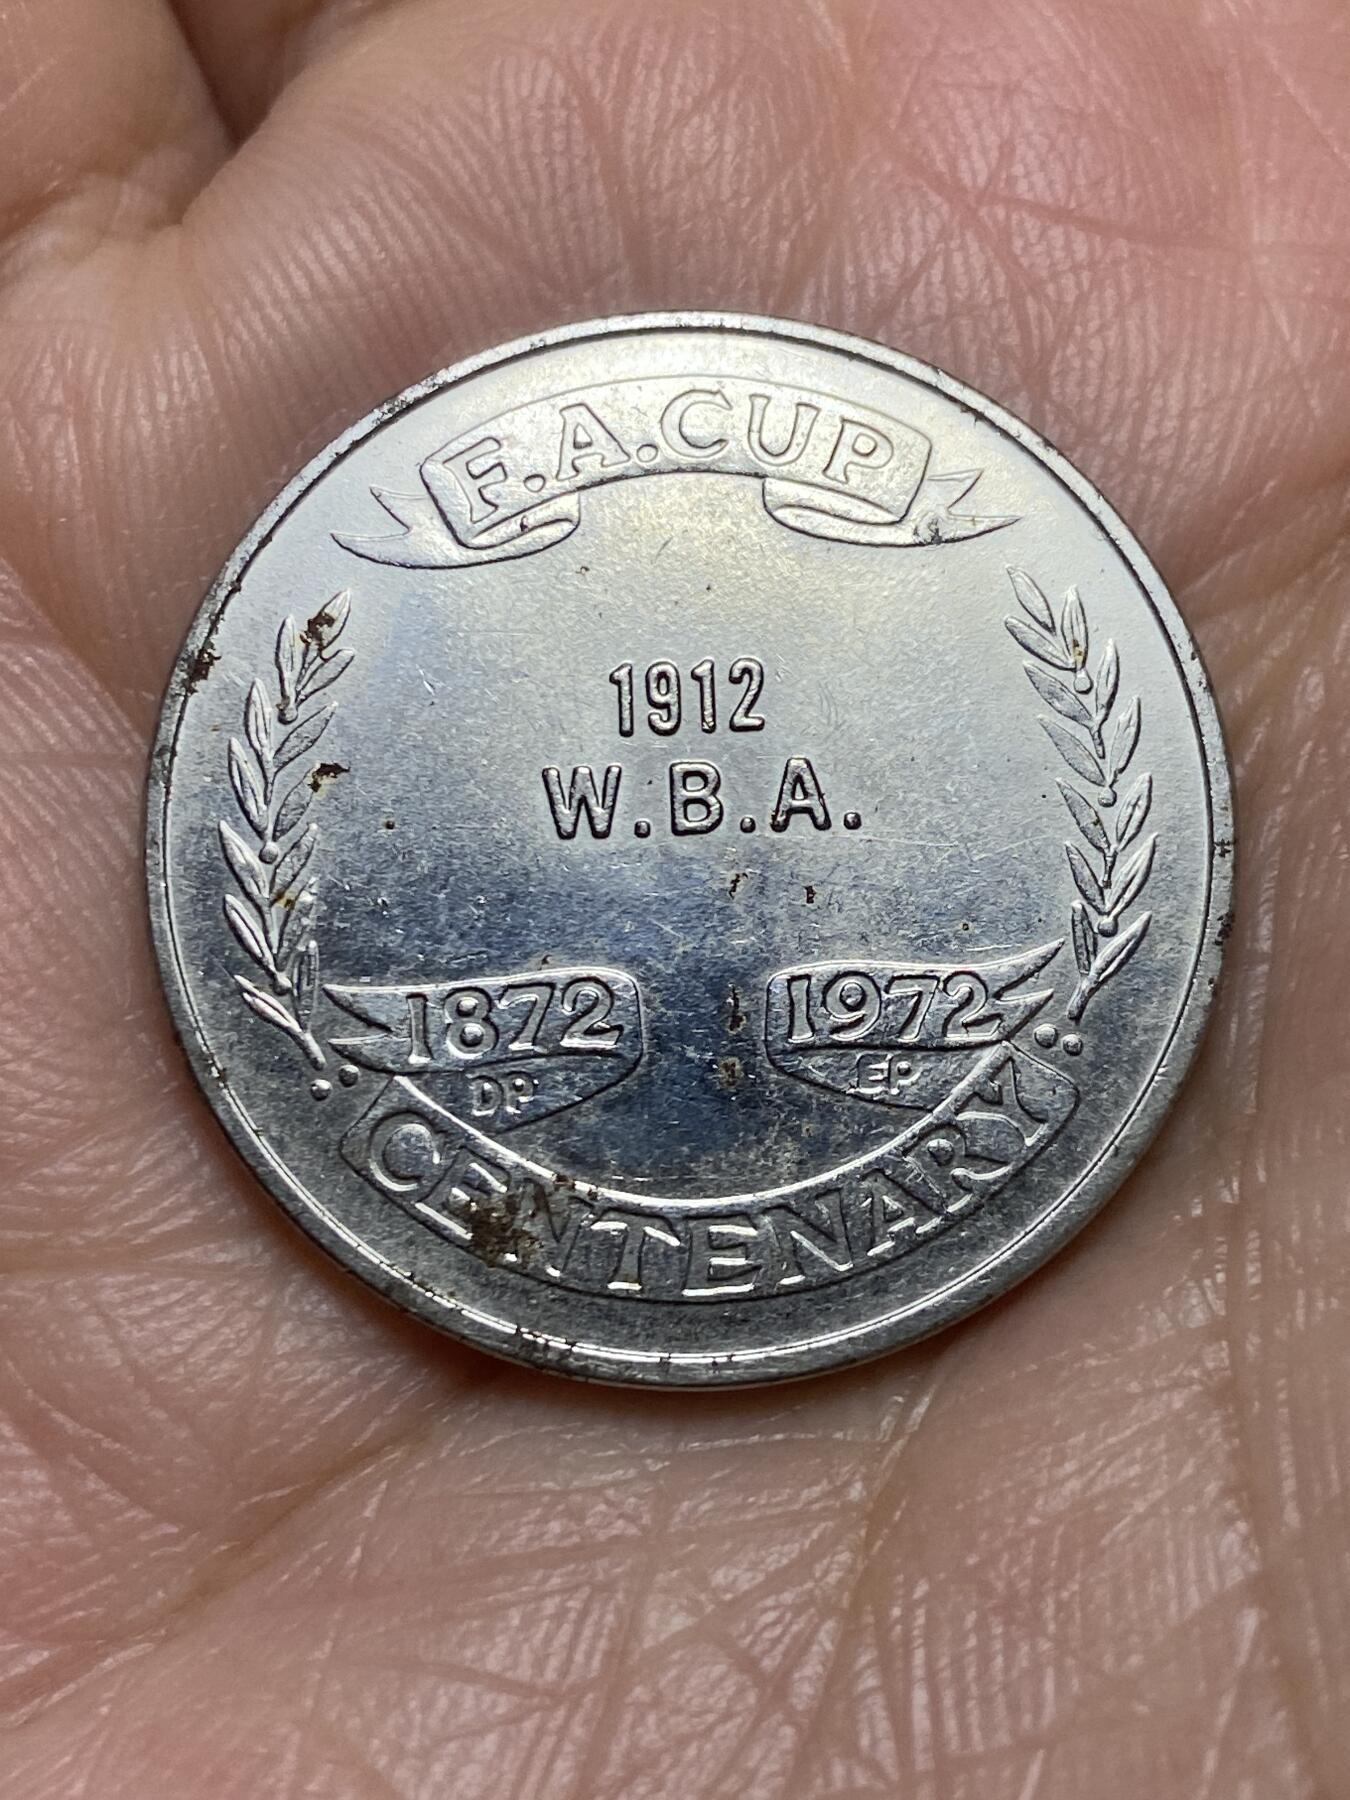 F.A.CUP
1912
W.B.A.
1872 1972
DP EP
CENTENARY